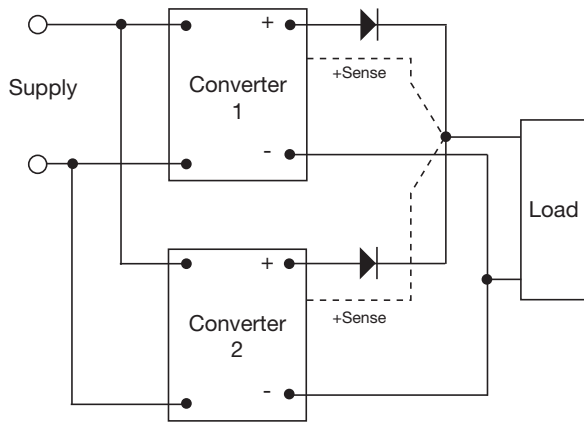 +
Converter
1
+Sense
-
Supply
Load
+
Converter
2
+Sense
-